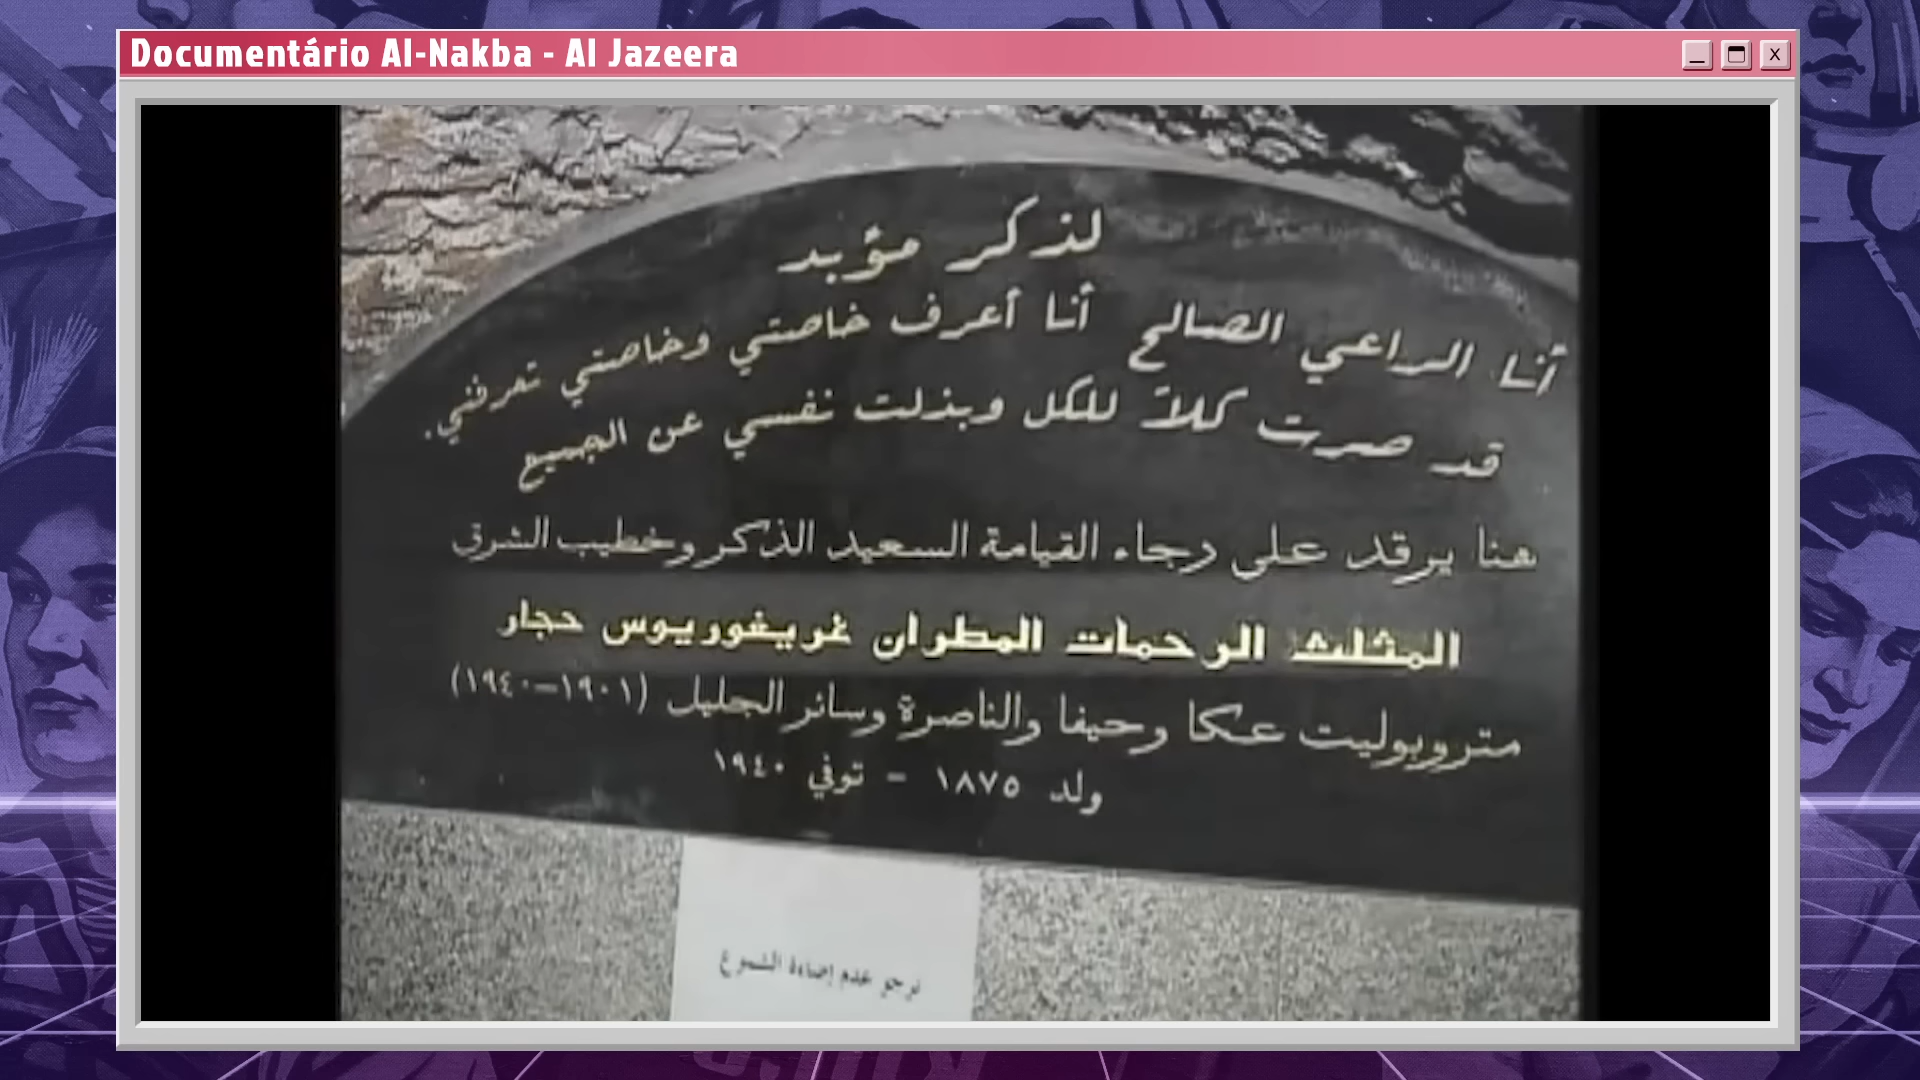 Documentário Al-Nakba - Al Jazeera
لذكر مؤبد
أنا الراعي الصالح أنا أعرف خاصتي وخاصتي تعرفني.
قد صرت كلاً للكل وبذلت نفسي عن الجميع
هنا يرقد على رجاء القيامة السعيد الذكر وخطيب الشرق
المثلث الرحمات المطران غريغوريوس حجار
متروبوليت عكا وحيفا والناصرة وسائر الجليل (١٩٠١-١٩٤٠)
ولد ١٨٧٥ - توفي ١٩٤٠
نرجو عدم إضاءة الشموع